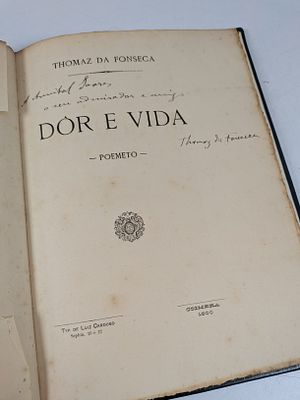 THOMAZ DA FONSECA
A Annibal Soares
o seu admirador e amigo
DÔR E VIDA
Thomaz da Fonseca
— POEMETO —
TYP. DE LUIZ CARDOSO
COIMBRA
1900